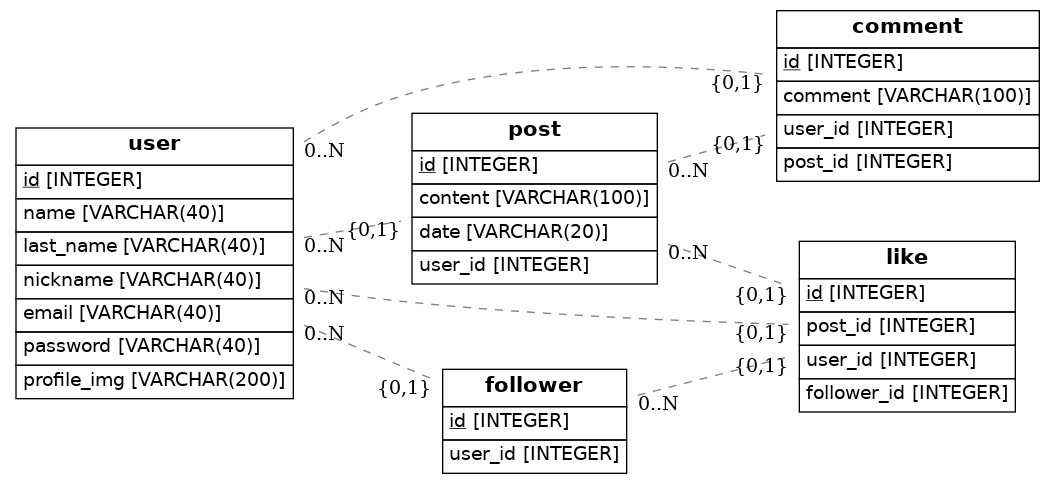 comment
id [INTEGER]
comment [VARCHAR(100)]
user_id [INTEGER]
post_id [INTEGER]
{0,1}
{0,1}
user
id [INTEGER]
name [VARCHAR(40)]
last_name [VARCHAR(40)]
nickname [VARCHAR(40)]
email [VARCHAR(40)]
password [VARCHAR(40)]
profile_img [VARCHAR(200)]
0..N
0..N
0..N
0..N
post
id [INTEGER]
content [VARCHAR(100)]
date [VARCHAR(20)]
user_id [INTEGER]
{0,1}
0..N
0..N
like
id [INTEGER]
post_id [INTEGER]
user_id [INTEGER]
follower_id [INTEGER]
{0,1}
{0,1}
{0,1}
follower
id [INTEGER]
user_id [INTEGER]
{0,1}
0..N